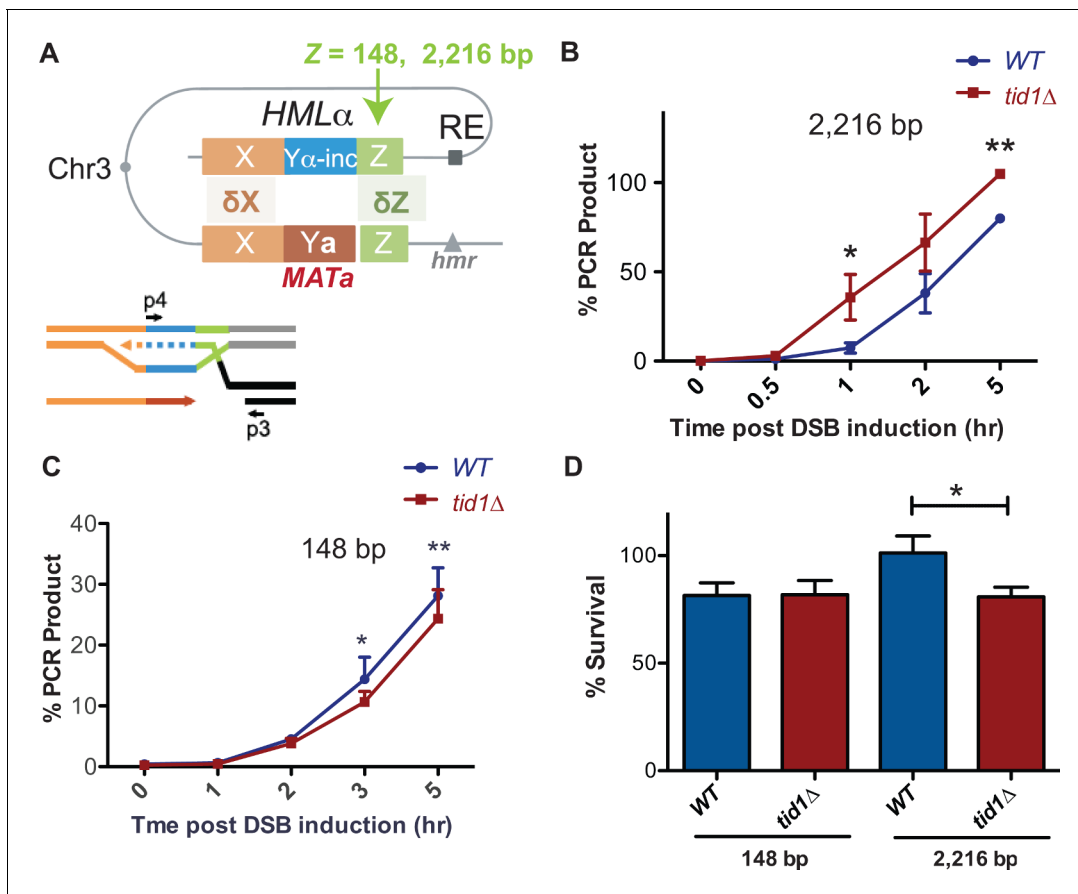 A
Z = 148, 2,216 bp
HMLα
RE
Chr3
X Yα-inc Z
δX δZ
X Ya Z
MATa
hmr
p4
p3
B
WT
tid1Δ
2,216 bp
**
*
% PCR Product
100
50
0
0 0.5 1 2 5
Time post DSB induction (hr)
C
WT
tid1Δ
148 bp
**
*
% PCR Product
40
30
20
10
0
0 1 2 3 5
Tme post DSB induction (hr)
D
*
% Survival
100
50
0
WT tid1Δ WT tid1Δ
148 bp 2,216 bp